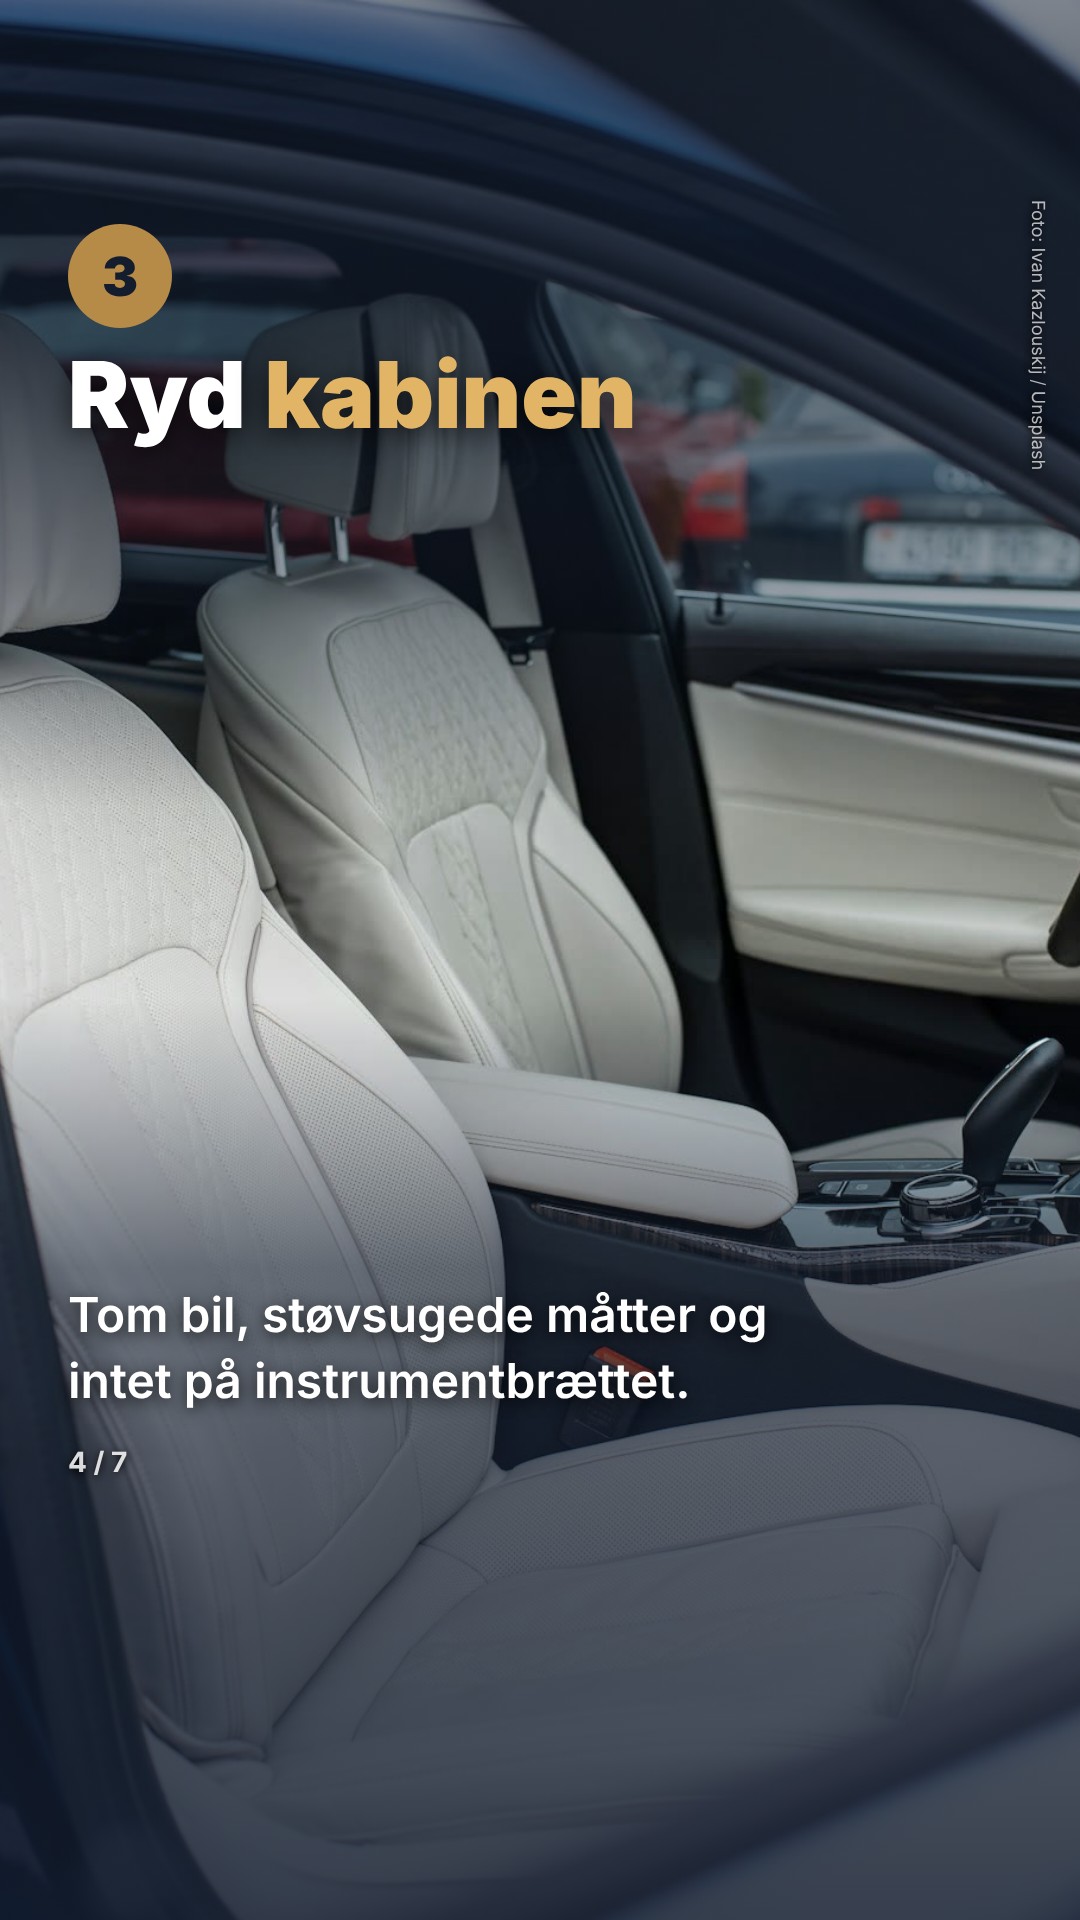 3
Ryd kabinen
Tom bil, støvsugede måtter og
intet på instrumentbrættet.
4 / 7
Foto: Ivan Kazlouskij / Unsplash